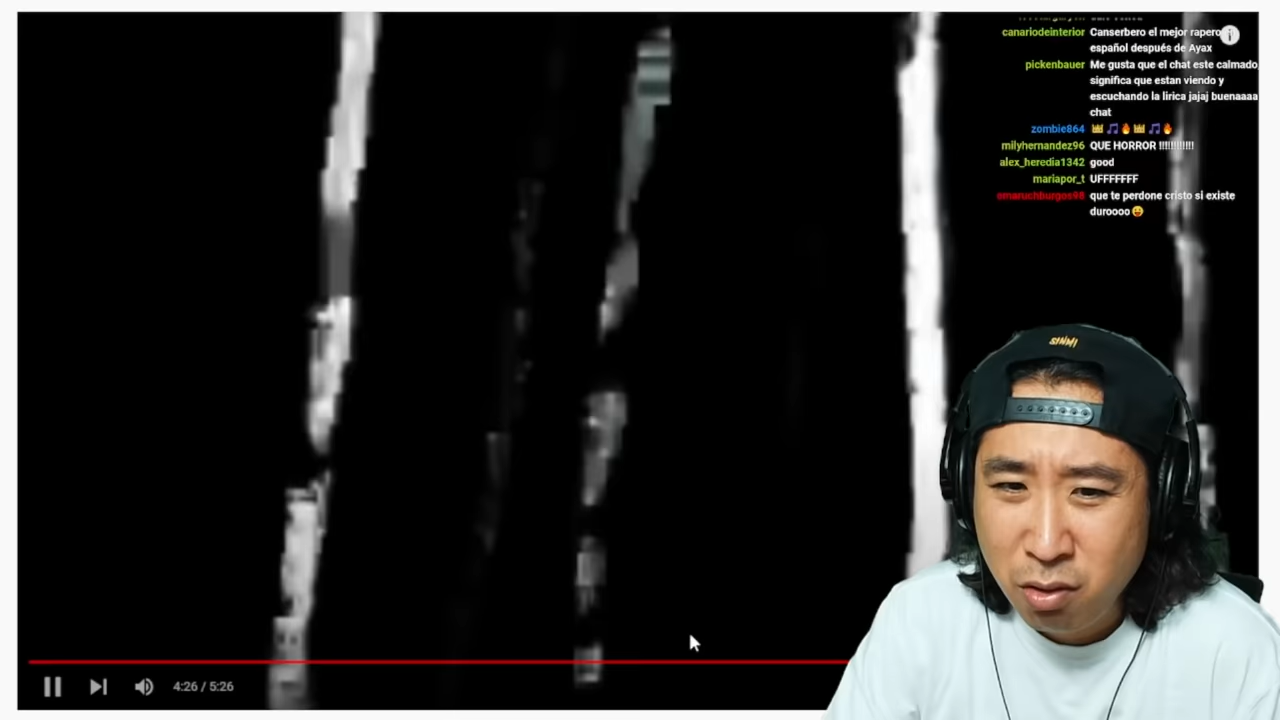 canariodeinterior Canserbero el mejor rapero
español después de Ayax
pickenbauer Me gusta que el chat este calmado
significa que estan viendo y
escuchando la lirica jajaj buenaaaa
chat
zombie864 👑🎵🔥👑🎵🔥
milyhernandez96 QUE HORROR !!!!!!!!!!!!
alex_heredia1342 good
mariapor_t UFFFFFFF
omaruchburgos98 que te perdone cristo si existe
duroooo😛
SINMI
4:26 / 5:26